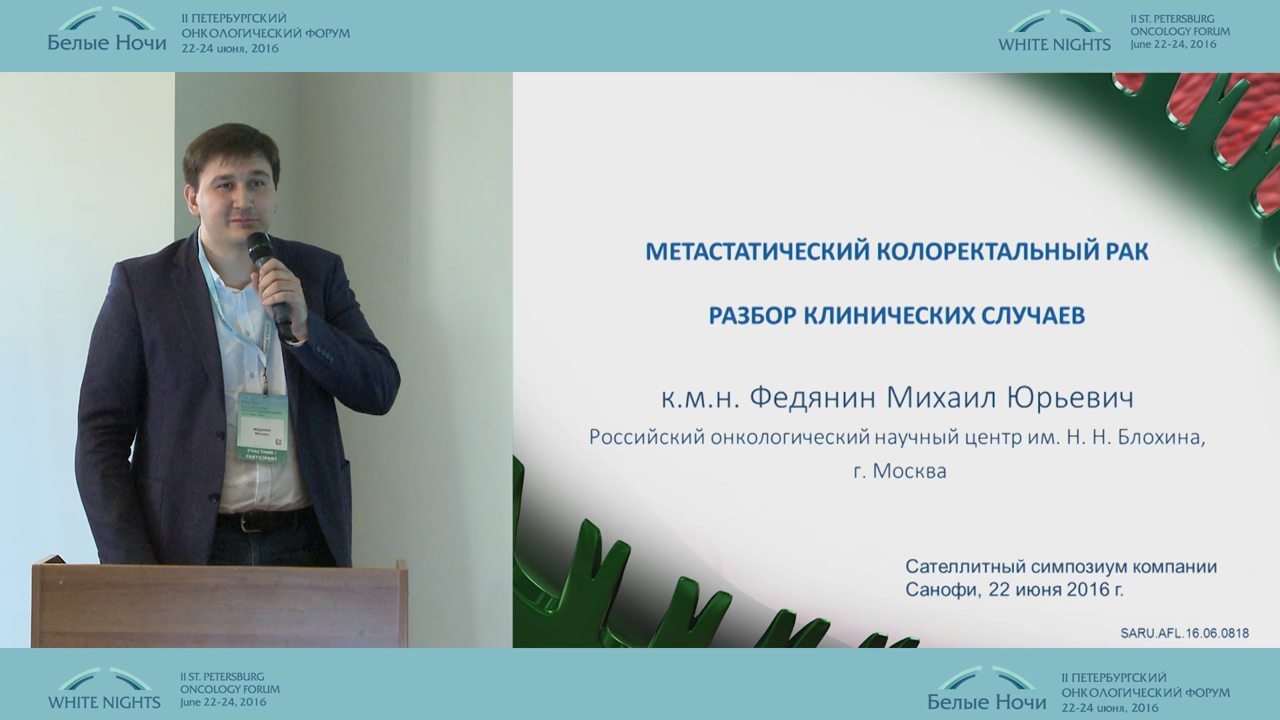 Белые Ночи
II ПЕТЕРБУРГСКИЙ
ОНКОЛОГИЧЕСКИЙ ФОРУМ
22-24 июня, 2016
WHITE NIGHTS
II ST. PETERSBURG
ONCOLOGY FORUM
June 22-24, 2016
МЕТАСТАТИЧЕСКИЙ КОЛОРЕКТАЛЬНЫЙ РАК
РАЗБОР КЛИНИЧЕСКИХ СЛУЧАЕВ
к.м.н. Федянин Михаил Юрьевич
Российский онкологический научный центр им. Н. Н. Блохина,
г. Москва
Сателлитный симпозиум компании
Санофи, 22 июня 2016 г.
SARU.AFL.16.06.0818
УЧАСТНИК /
PARTICIPANT
WHITE NIGHTS
II ST. PETERSBURG
ONCOLOGY FORUM
June 22-24, 2016
Белые Ночи
II ПЕТЕРБУРГСКИЙ
ОНКОЛОГИЧЕСКИЙ ФОРУМ
22-24 июня, 2016